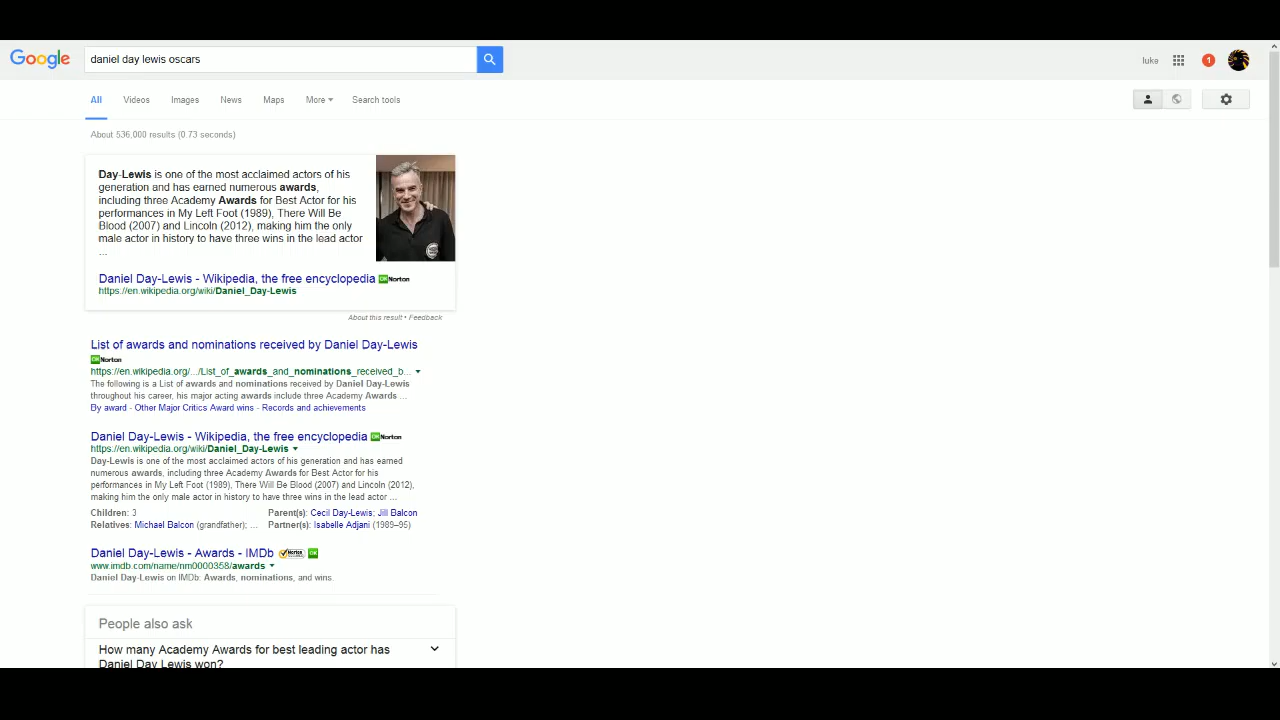 Google
daniel day lewis oscars
luke
1
All Videos Images News Maps More Search tools
About 536,000 results (0.73 seconds)
Day-Lewis is one of the most acclaimed actors of his
generation and has earned numerous awards,
including three Academy Awards for Best Actor for his
performances in My Left Foot (1989), There Will Be
Blood (2007) and Lincoln (2012), making him the only
male actor in history to have three wins in the lead actor
...
Daniel Day-Lewis - Wikipedia, the free encyclopedia OK Norton
https://en.wikipedia.org/wiki/Daniel_Day-Lewis
About this result • Feedback
List of awards and nominations received by Daniel Day-Lewis
OK Norton
https://en.wikipedia.org/.../List_of_awards_and_nominations_received_b...
The following is a List of awards and nominations received by Daniel Day-Lewis
throughout his career, his major acting awards include three Academy Awards ...
By award - Other Major Critics Award wins - Records and achievements
Daniel Day-Lewis - Wikipedia, the free encyclopedia OK Norton
https://en.wikipedia.org/wiki/Daniel_Day-Lewis
Day-Lewis is one of the most acclaimed actors of his generation and has earned
numerous awards, including three Academy Awards for Best Actor for his
performances in My Left Foot (1989), There Will Be Blood (2007) and Lincoln (2012),
making him the only male actor in history to have three wins in the lead actor ...
Children: 3 Parent(s): Cecil Day-Lewis; Jill Balcon
Relatives: Michael Balcon (grandfather); ... Partner(s): Isabelle Adjani (1989–95)
Daniel Day-Lewis - Awards - IMDb Norton OK
www.imdb.com/name/nm0000358/awards
Daniel Day-Lewis on IMDb: Awards, nominations, and wins.
People also ask
How many Academy Awards for best leading actor has
Daniel Day Lewis won?